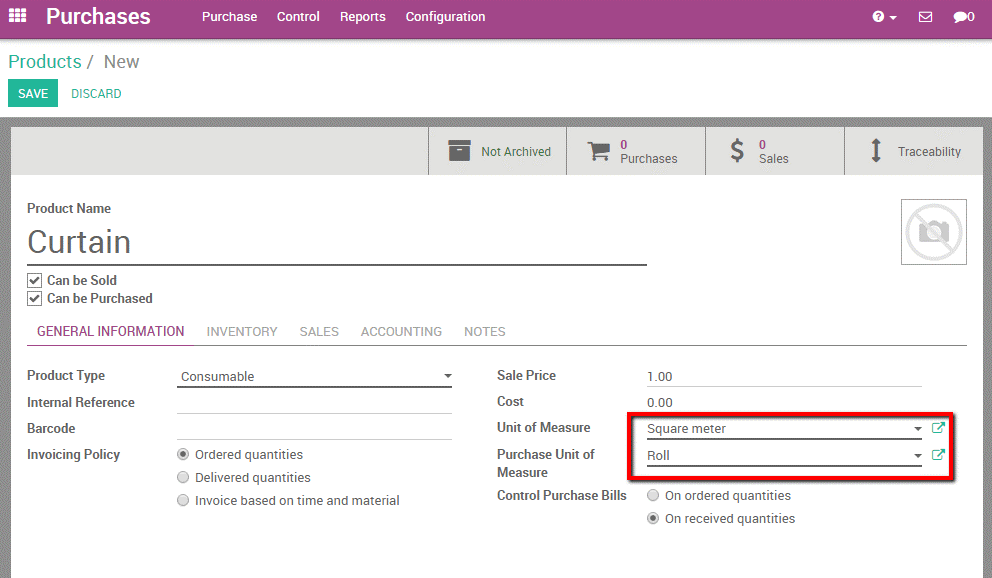 Purchases Purchase Control Reports Configuration ? 0
Products / New
SAVE DISCARD
Not Archived
0
Purchases
0
Sales
Traceability
Product Name
Curtain
Can be Sold
Can be Purchased
GENERAL INFORMATION INVENTORY SALES ACCOUNTING NOTES
Product Type Consumable
Internal Reference
Barcode
Invoicing Policy Ordered quantities
Delivered quantities
Invoice based on time and material
Sale Price 1.00
Cost 0.00
Unit of Measure Square meter
Purchase Unit of Roll
Measure
Control Purchase Bills On ordered quantities
On received quantities